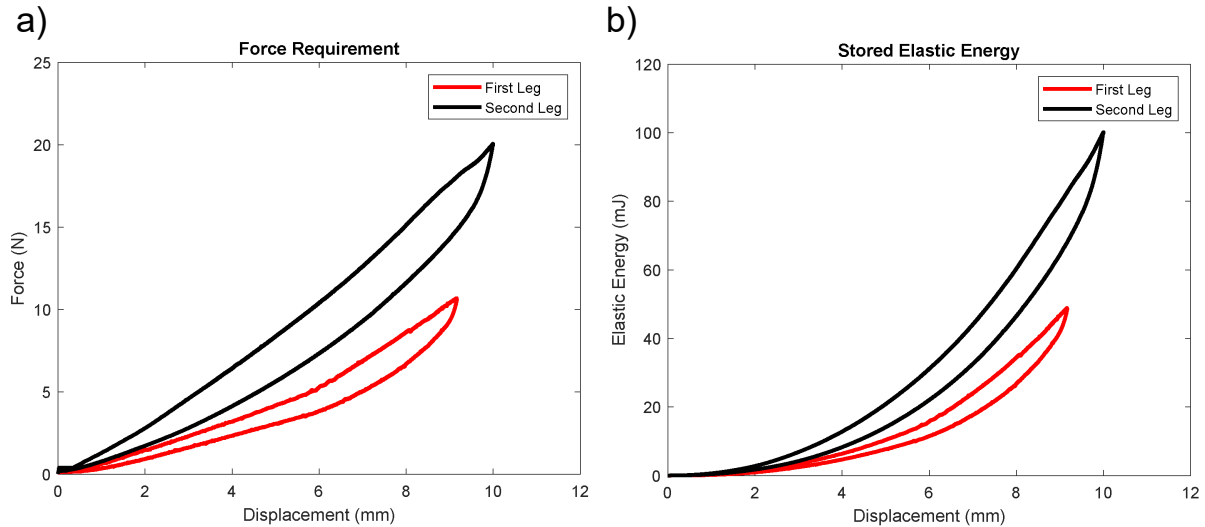 a)
Force Requirement
25
20
15
10
5
0
Force (N)
0 2 4 6 8 10 12
Displacement (mm)
First Leg
Second Leg
b)
Stored Elastic Energy
120
100
80
60
40
20
0
Elastic Energy (mJ)
0 2 4 6 8 10 12
Displacement (mm)
First Leg
Second Leg